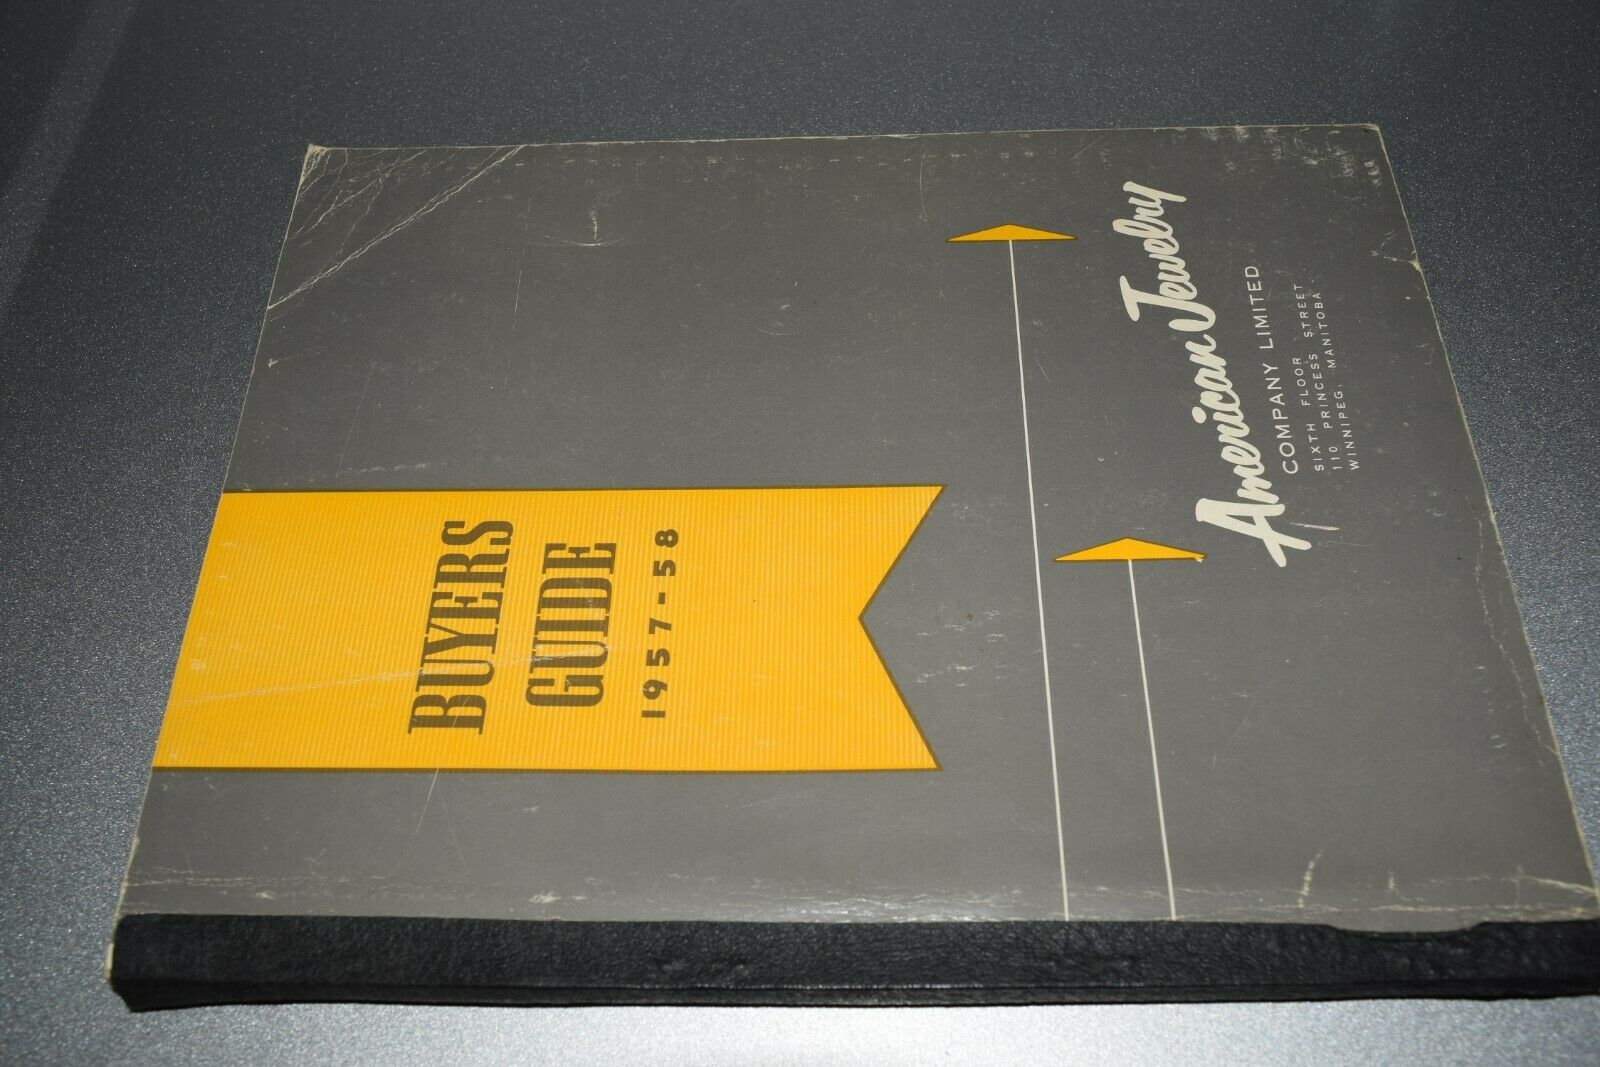 BUYERS
GUIDE
1957-58
American Jewelry
COMPANY LIMITED
SIXTH FLOOR
110 PRINCESS STREET
WINNIPEG, MANITOBA